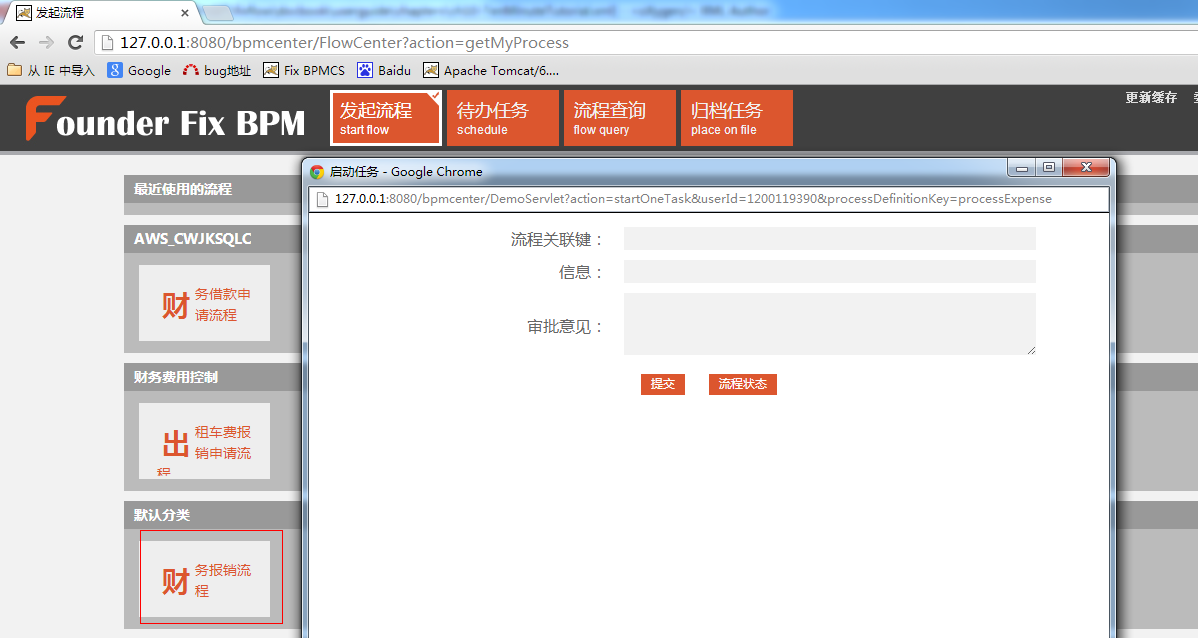 发起流程
127.0.0.1:8080/bpmcenter/FlowCenter?action=getMyProcess
从 IE 中导入 Google bug地址 Fix BPMCS Baidu Apache Tomcat/6....
Founder Fix BPM
发起流程
start flow
待办任务
schedule
流程查询
flow query
归档任务
place on file
更新缓存
最近使用的流程
AWS_CWJKSQLC
财务借款申
请流程
财务费用控制
出租车费报
销申请流
程
默认分类
财务报销流
程
启动任务 - Google Chrome
127.0.0.1:8080/bpmcenter/DemoServlet?action=startOneTask&userId=1200119390&processDefinitionKey=processExpense
流程关联键：
信息：
审批意见：
提交 流程状态